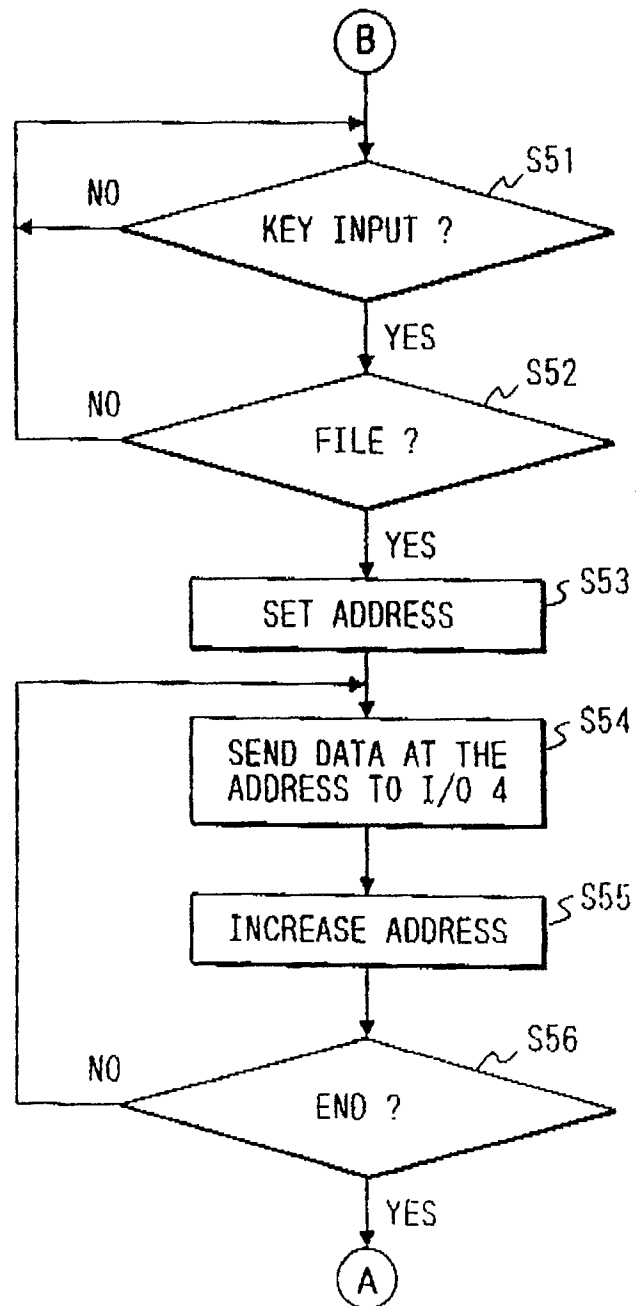 B
S51
NO
KEY INPUT ?
YES
S52
NO
FILE ?
YES
S53
SET ADDRESS
S54
SEND DATA AT THE
ADDRESS TO I/O 4
S55
INCREASE ADDRESS
S56
NO
END ?
YES
A